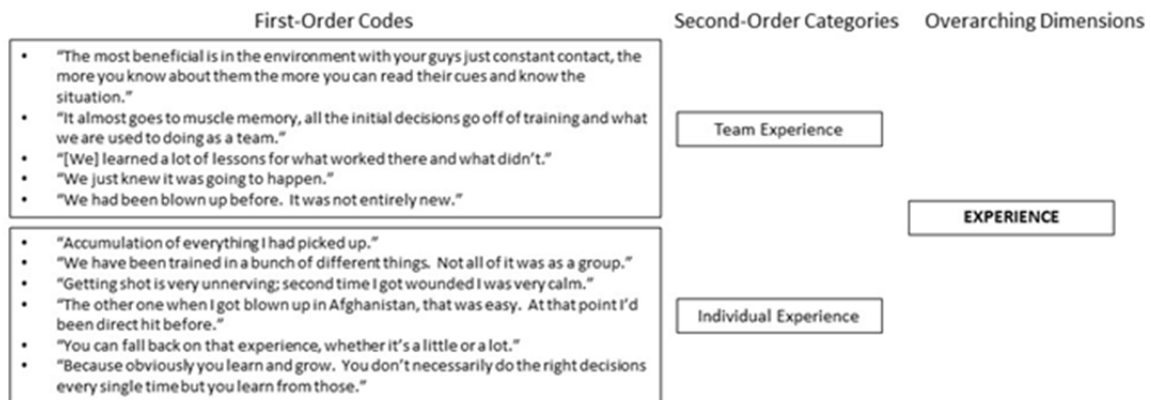 First-Order Codes
Second-Order Categories
Overarching Dimensions
• “The most beneficial is in the environment with your guys just constant contact, the
more you know about them the more you can read their cues and know the
situation.”
• “It almost goes to muscle memory, all the initial decisions go off of training and what
we are used to doing as a team.”
• “[We] learned a lot of lessons for what worked there and what didn’t.”
• “We just knew it was going to happen.”
• “We had been blown up before. It was not entirely new.”
Team Experience
EXPERIENCE
• “Accumulation of everything I had picked up.”
• “We have been trained in a bunch of different things. Not all of it was as a group.”
• “Getting shot is very unnerving; second time I got wounded I was very calm.”
• “The other one when I got blown up in Afghanistan, that was easy. At that point I’d
been direct hit before.”
• “You can fall back on that experience, whether it’s a little or a lot.”
• “Because obviously you learn and grow. You don’t necessarily do the right decisions
every single time but you learn from those.”
Individual Experience